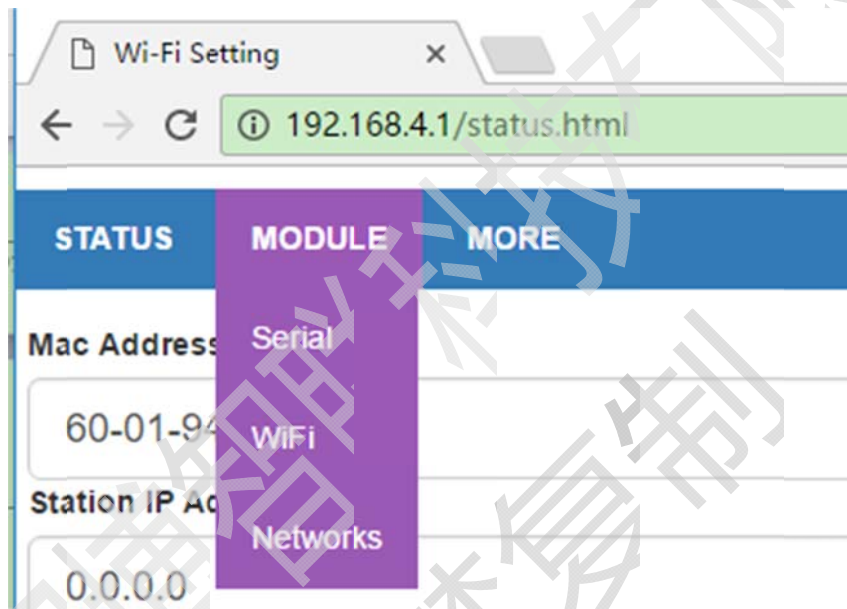 Wi-Fi Setting
192.168.4.1/status.html
STATUS MODULE MORE
Mac Address
Serial
60-01-94
WiFi
Station IP Ad
Networks
0.0.0.0